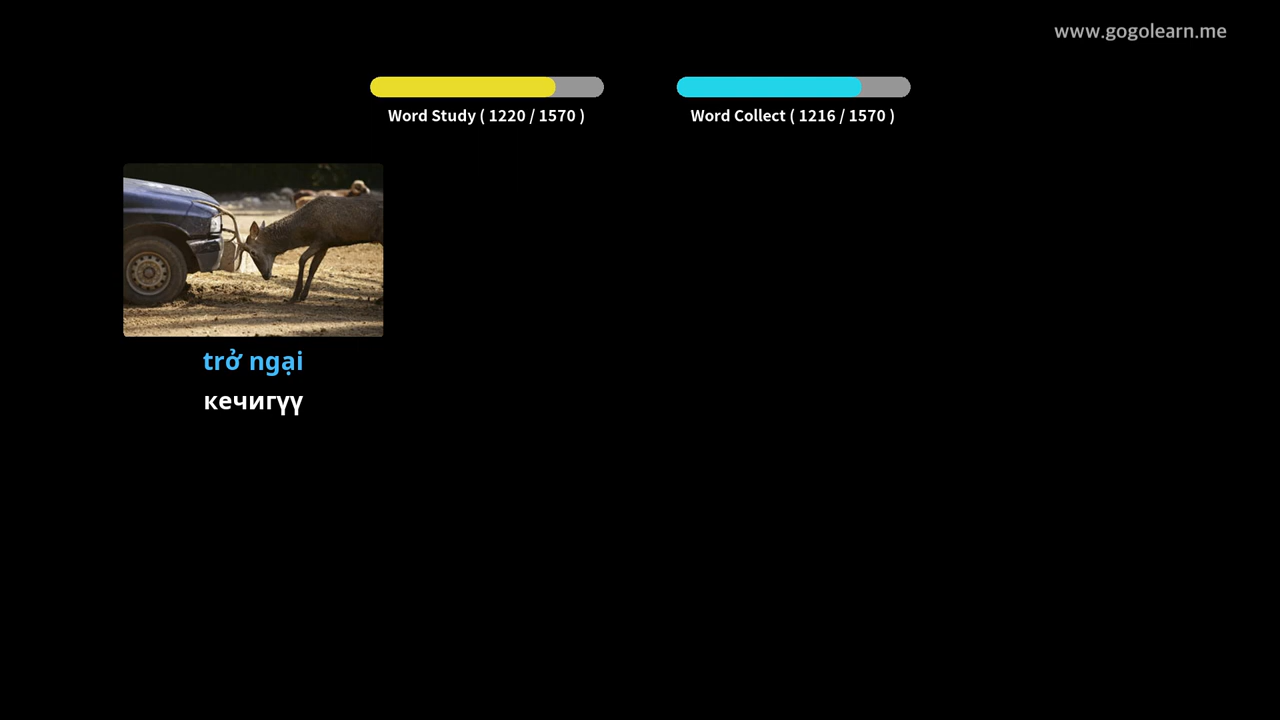 www.gogolearn.me
Word Study ( 1220 / 1570 )
Word Collect ( 1216 / 1570 )
trở ngại
кечигүү